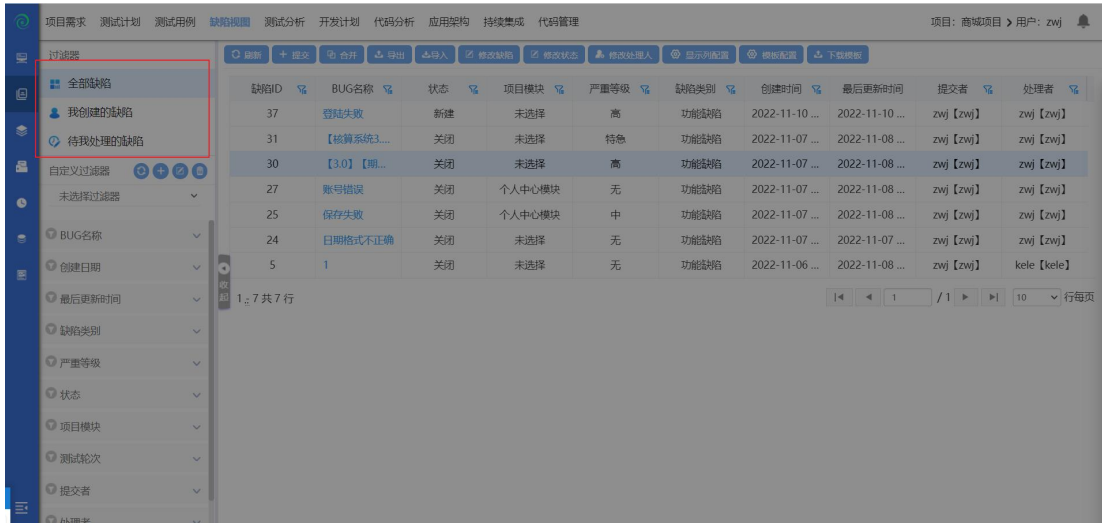 项目需求 测试计划 测试用例 缺陷视图 测试分析 开发计划 代码分析 应用架构 持续集成 代码管理 项目：商城项目 用户：zwj
过滤器 刷新 提交 合并 导出 导入 修改缺陷 修改状态 修改处理人 显示列配置 模板配置 下载模板
全部缺陷
我创建的缺陷
待我处理的缺陷
自定义过滤器
未选择过滤器
BUG名称
创建日期
最后更新时间
缺陷类别
严重等级
状态
项目模块
测试轮次
提交者
处理者
收起
缺陷ID BUG名称 状态 项目模块 严重等级 缺陷类别 创建时间 最后更新时间 提交者 处理者
37 登陆失败 新建 未选择 高 功能缺陷 2022-11-10 ... 2022-11-10 ... zwj【zwj】 zwj【zwj】
31 【核算系统3.... 关闭 未选择 特急 功能缺陷 2022-11-07 ... 2022-11-08 ... zwj【zwj】 zwj【zwj】
30 【3.0】【期... 关闭 未选择 高 功能缺陷 2022-11-07 ... 2022-11-08 ... zwj【zwj】 zwj【zwj】
27 账号错误 关闭 个人中心模块 无 功能缺陷 2022-11-07 ... 2022-11-08 ... zwj【zwj】 zwj【zwj】
25 保存失败 关闭 个人中心模块 中 功能缺陷 2022-11-07 ... 2022-11-08 ... zwj【zwj】 zwj【zwj】
24 日期格式不正确 关闭 未选择 无 功能缺陷 2022-11-07 ... 2022-11-07 ... zwj【zwj】 zwj【zwj】
5 1 关闭 未选择 无 功能缺陷 2022-11-06 ... 2022-11-08 ... zwj【zwj】 kele【kele】
1 - 7 共 7 行 1 / 1 10 行每页